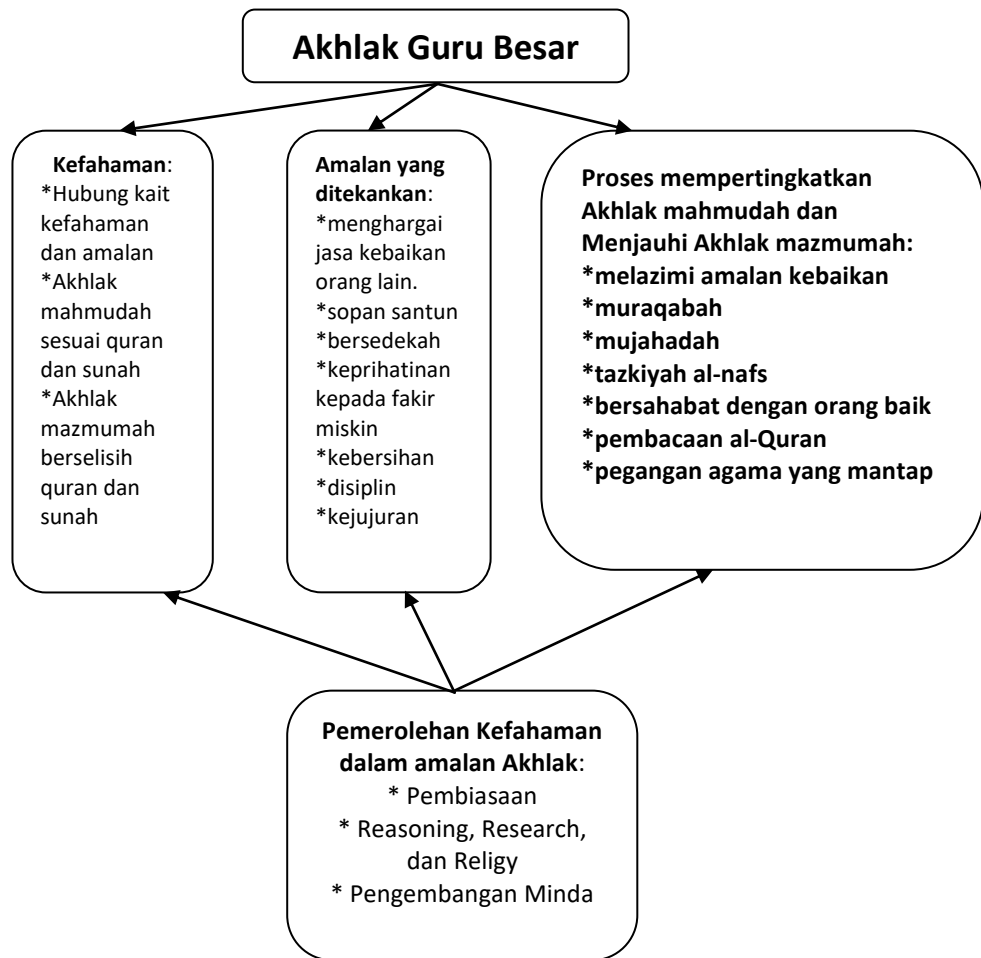 Akhlak Guru Besar
Kefahaman:
*Hubung kait
kefahaman
dan amalan
*Akhlak
mahmudah
sesuai quran
dan sunah
*Akhlak
mazmumah
berselisih
quran dan
sunah
Amalan yang
ditekankan:
*menghargai
jasa kebaikan
orang lain.
*sopan santun
*bersedekah
*keprihatinan
kepada fakir
miskin
*kebersihan
*disiplin
*kejujuran
Proses mempertingkatkan
Akhlak mahmudah dan
Menjauhi Akhlak mazmumah:
*melazimi amalan kebaikan
*muraqabah
*mujahadah
*tazkiyah al-nafs
*bersahabat dengan orang baik
*pembacaan al-Quran
*pegangan agama yang mantap
Pemerolehan Kefahaman
dalam amalan Akhlak:
* Pembiasaan
* Reasoning, Research,
dan Religy
* Pengembangan Minda